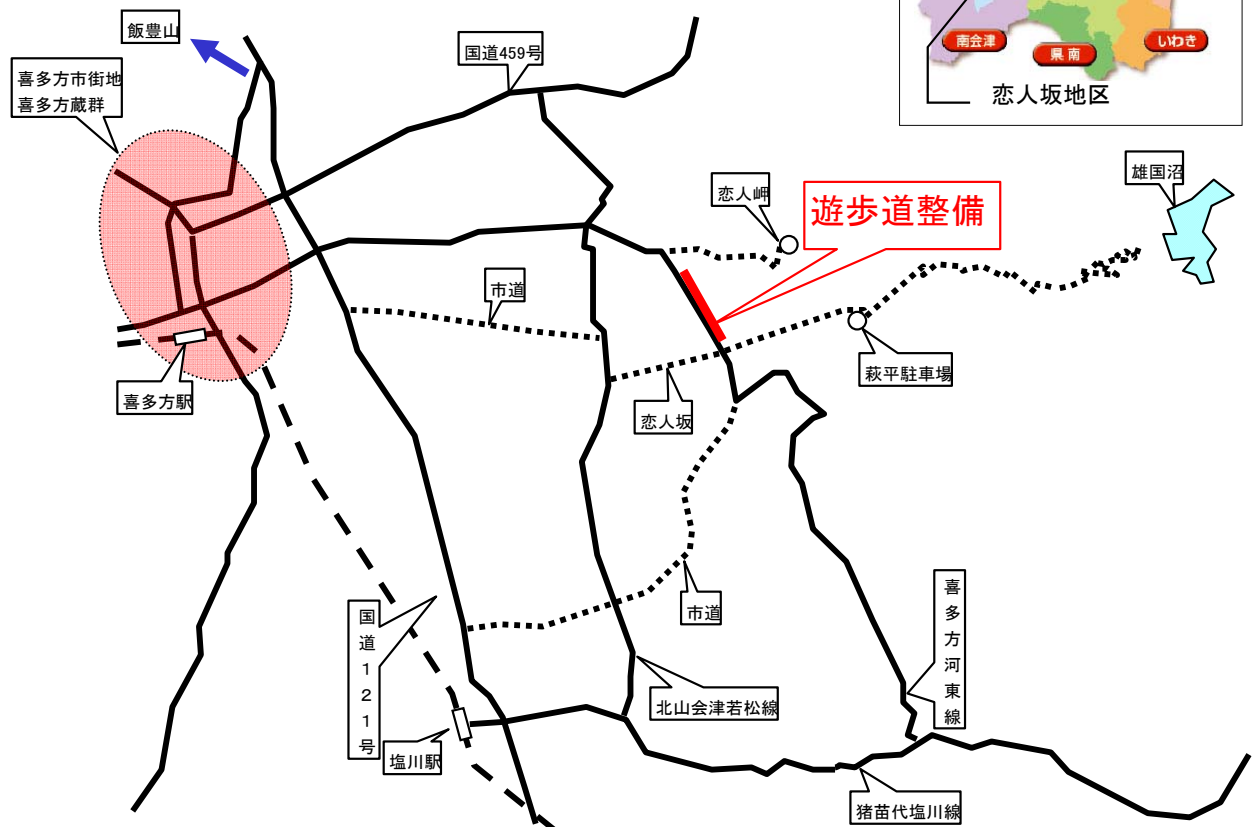 飯豊山
国道459号
南会津
県南
いわき
恋人坂地区
喜多方市街地
喜多方蔵群
雄国沼
恋人岬
遊歩道整備
市道
萩平駐車場
喜多方駅
恋人坂
市道
喜多方河東線
国道121号
北山会津若松線
塩川駅
猪苗代塩川線